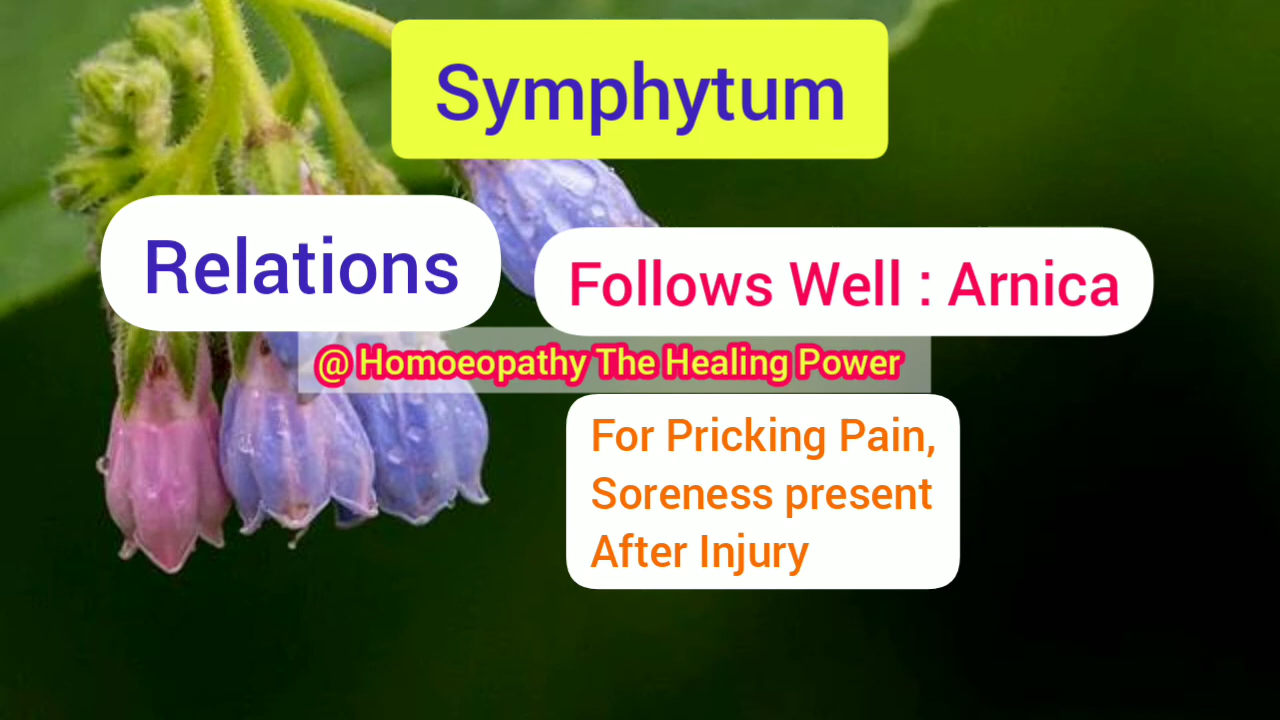 Symphytum
Relations
Follows Well : Arnica
@ Homoeopathy The Healing Power
For Pricking Pain,
Soreness present
After Injury